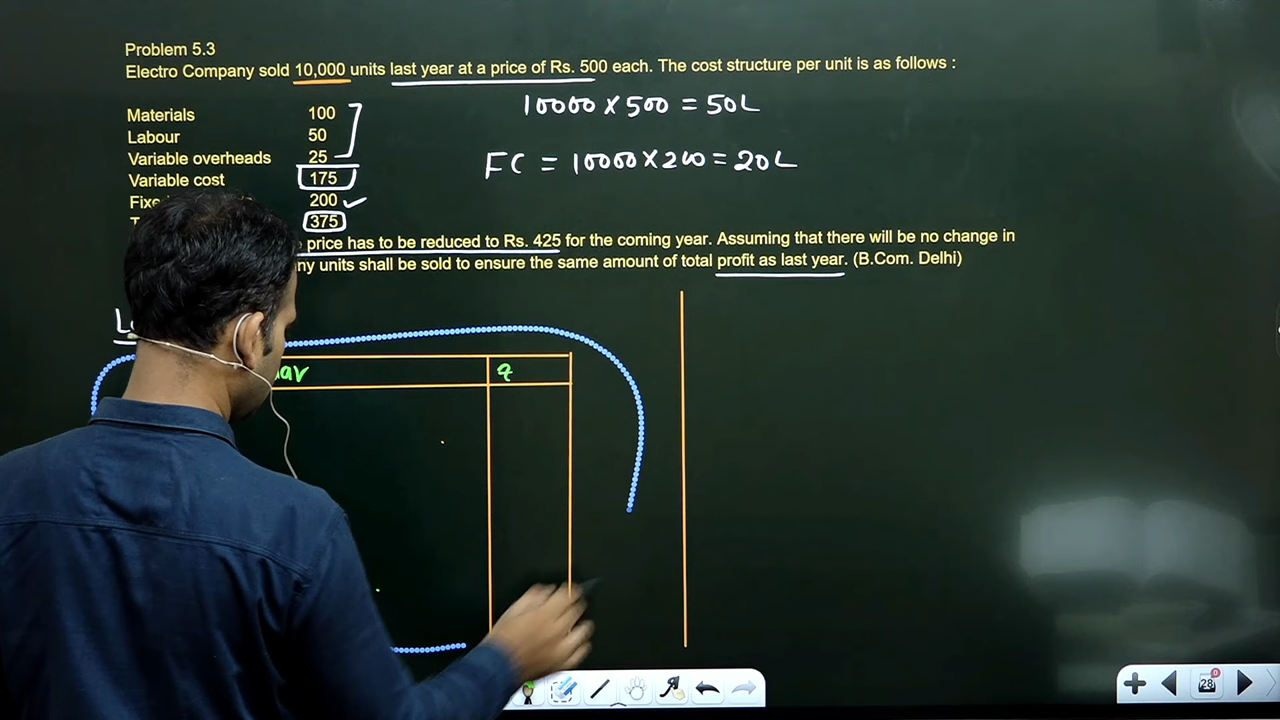 Problem 5.3
Electro Company sold 10,000 units last year at a price of Rs. 500 each. The cost structure per unit is as follows :
Materials 100
Labour 50
Variable overheads 25
Variable cost 175
200
375
10000 × 500 = 50L
FC = 10000 × 200 = 20L
price has to be reduced to Rs. 425 for the coming year. Assuming that there will be no change in
ny units shall be sold to ensure the same amount of total profit as last year. (B.Com. Delhi)
q
28